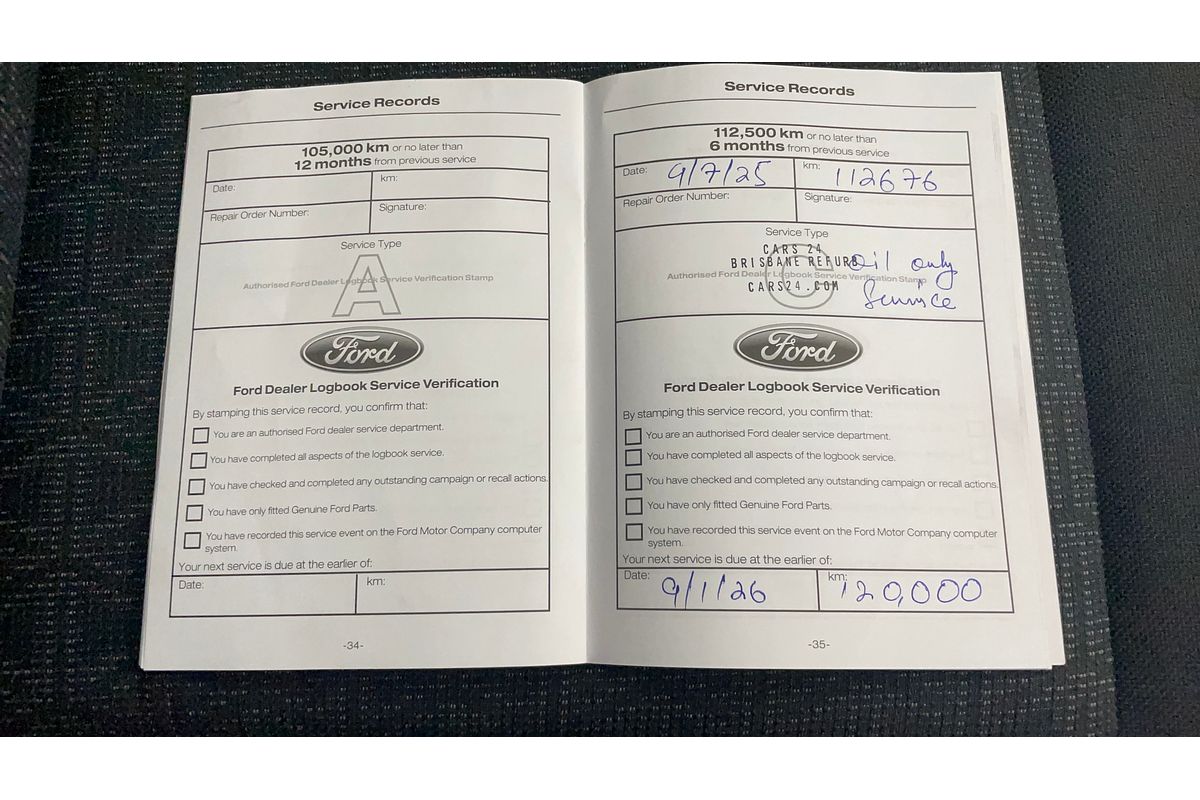 Service Records
105,000 km or no later than
12 months from previous service
Date:
km:
Repair Order Number:
Signature:
Service Type
A
Authorised Ford Dealer Logbook Service Verification Stamp
Ford
Ford Dealer Logbook Service Verification
By stamping this service record, you confirm that:
You are an authorised Ford dealer service department.
You have completed all aspects of the logbook service.
You have checked and completed any outstanding campaign or recall actions.
You have only fitted Genuine Ford Parts.
You have recorded this service event on the Ford Motor Company computer
system.
Your next service is due at the earlier of:
Date:
km:
-34-
Service Records
112,500 km or no later than
6 months from previous service
Date: 9/7/25
km: 112676
Repair Order Number:
Signature:
Service Type
CARS 24
BRISBANE REFURB Oil only
Authorised Ford Dealer Logbook Service Verification Stamp
CARS24.COM Service
Ford
Ford Dealer Logbook Service Verification
By stamping this service record, you confirm that:
You are an authorised Ford dealer service department.
You have completed all aspects of the logbook service.
You have checked and completed any outstanding campaign or recall actions.
You have only fitted Genuine Ford Parts.
You have recorded this service event on the Ford Motor Company computer
system.
Your next service is due at the earlier of:
Date: 9/1/26
km: 120,000
-35-